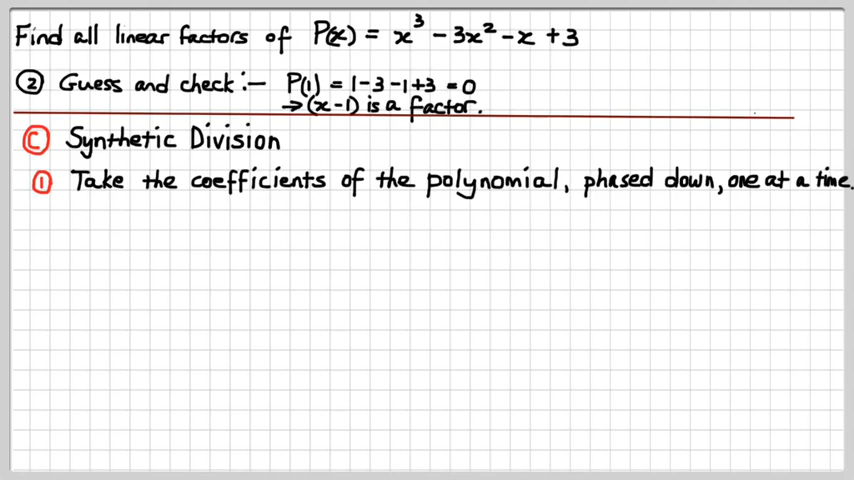 Find all linear factors of P(x) = x³ - 3x² - x + 3
② Guess and check :- P(1) = 1-3-1+3 = 0
→ (x-1) is a factor.
Ⓒ Synthetic Division
① Take the coefficients of the polynomial, phased down, one at a time.